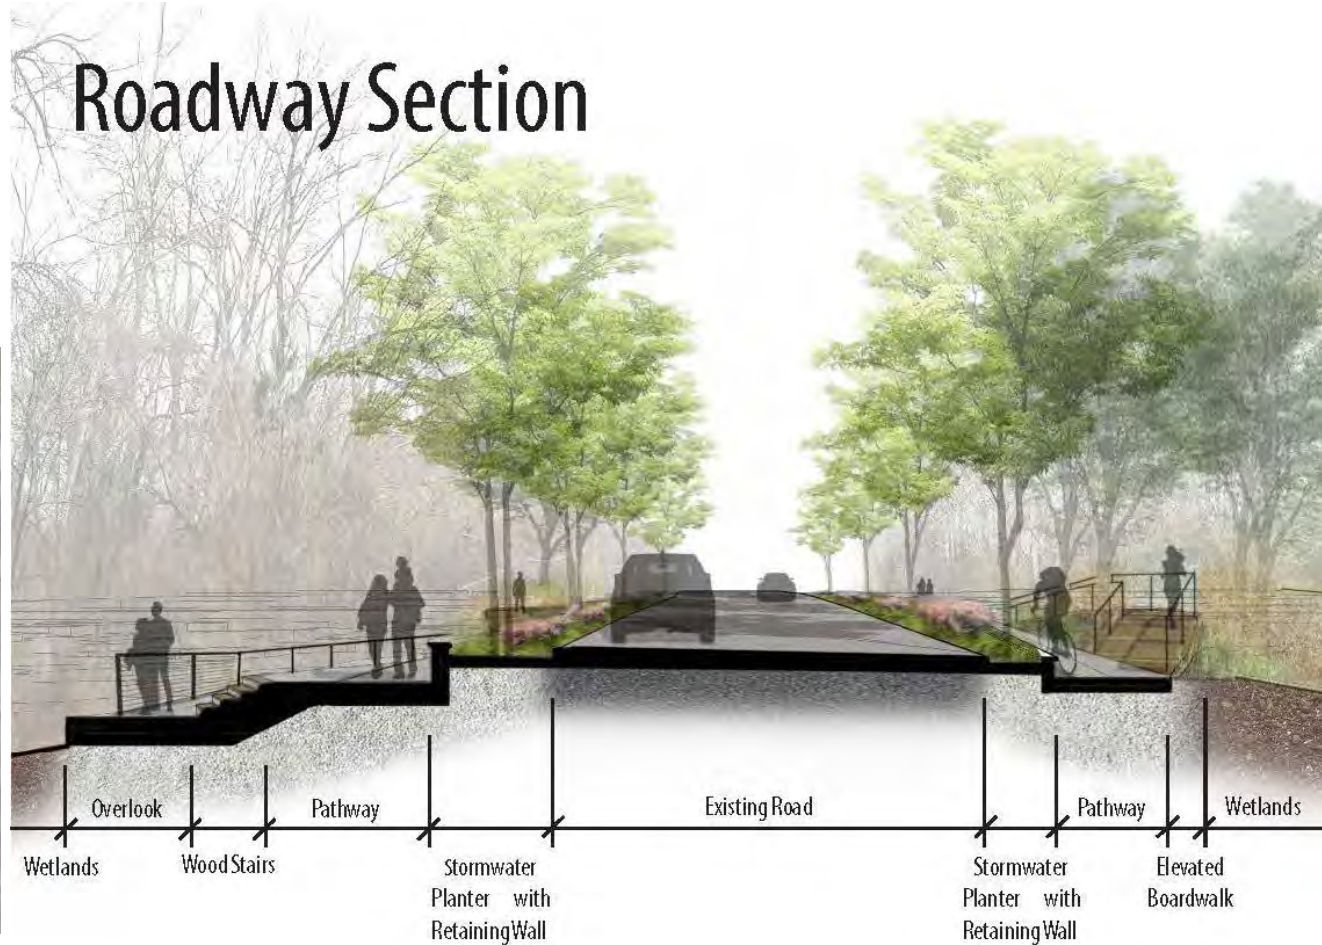 Roadway Section
Overlook
Pathway
Existing Road
Pathway
Wetlands
Wetlands
Wood Stairs
Stormwater
Planter with
Retaining Wall
Stormwater
Planter with
Retaining Wall
Elevated
Boardwalk